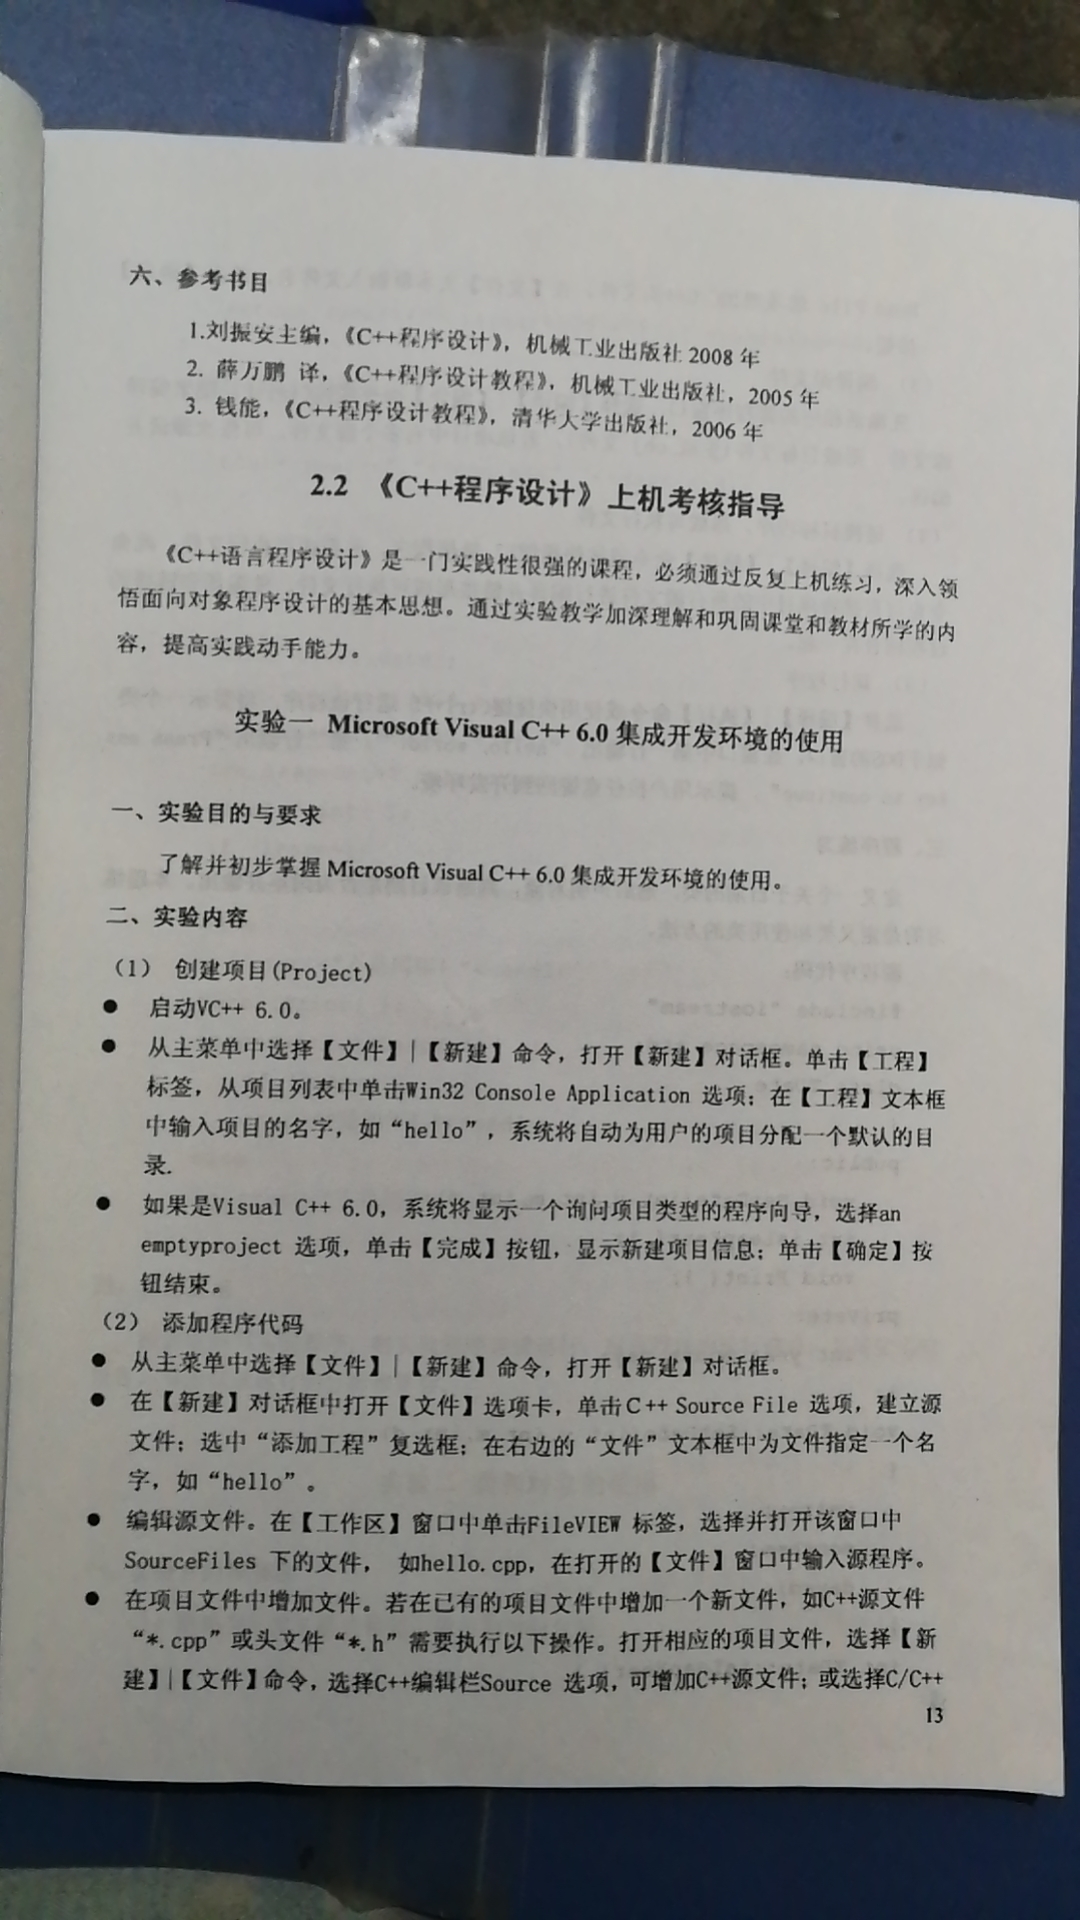 六、参考书目
1.刘振安主编，《C++程序设计》，机械工业出版社 2008 年
2. 薛万鹏 译，《C++程序设计教程》，机械工业出版社，2005 年
3. 钱能，《C++程序设计教程》，清华大学出版社，2006 年
2.2 《C++程序设计》上机考核指导
《C++语言程序设计》是一门实践性很强的课程，必须通过反复上机练习，深入领
悟面向对象程序设计的基本思想。通过实验教学加深理解和巩固课堂和教材所学的内
容，提高实践动手能力。
实验一 Microsoft Visual C++ 6.0 集成开发环境的使用
一、实验目的与要求
了解并初步掌握 Microsoft Visual C++ 6.0 集成开发环境的使用。
二、实验内容
（1） 创建项目(Project)
● 启动VC++ 6.0。
● 从主菜单中选择【文件】|【新建】命令，打开【新建】对话框。单击【工程】
标签，从项目列表中单击Win32 Console Application 选项；在【工程】文本框
中输入项目的名字，如“hello”，系统将自动为用户的项目分配一个默认的目
录.
● 如果是Visual C++ 6.0，系统将显示一个询问项目类型的程序向导，选择an
emptyproject 选项，单击【完成】按钮，显示新建项目信息；单击【确定】按
钮结束。
（2） 添加程序代码
● 从主菜单中选择【文件】|【新建】命令，打开【新建】对话框。
● 在【新建】对话框中打开【文件】选项卡，单击C++ Source File 选项，建立源
文件；选中“添加工程”复选框；在右边的“文件”文本框中为文件指定一个名
字，如“hello”。
● 编辑源文件。在【工作区】窗口中单击FileVIEW 标签，选择并打开该窗口中
SourceFiles 下的文件， 如hello.cpp，在打开的【文件】窗口中输入源程序。
● 在项目文件中增加文件。若在已有的项目文件中增加一个新文件，如C++源文件
“*.cpp”或头文件“*.h”需要执行以下操作。打开相应的项目文件，选择【新
建】|【文件】命令，选择C++编辑栏Source 选项，可增加C++源文件；或选择C/C++
13